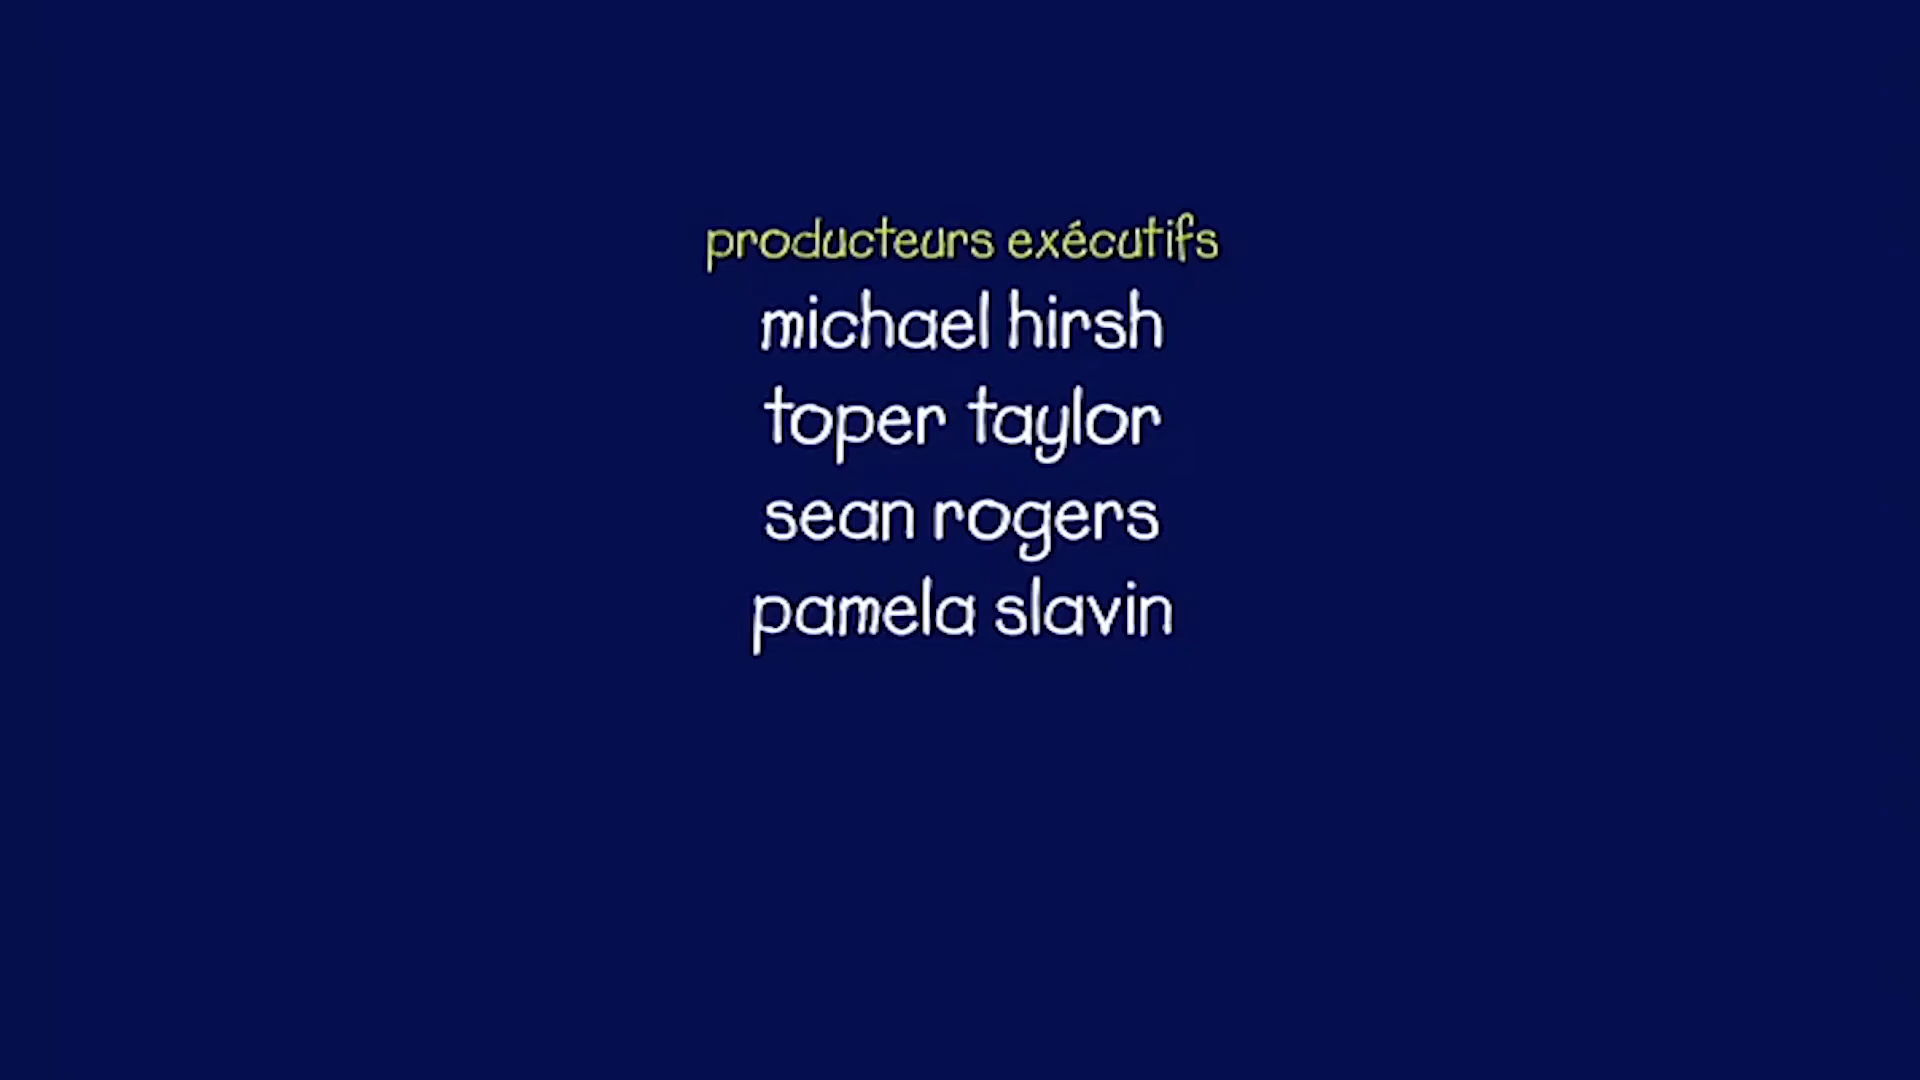 producteurs exécutifs
michael hirsh
toper taylor
sean rogers
pamela slavin